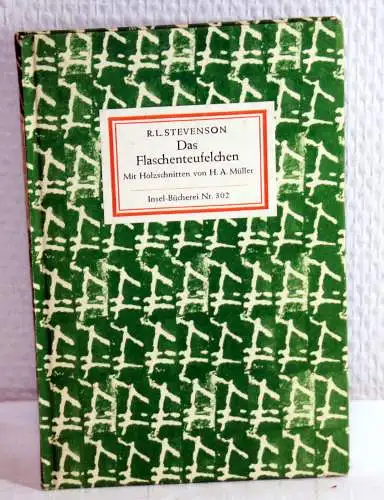 R. L. STEVENSON
Das
Flaschenteufelchen
Mit Holzschnitten von H. A. Müller
Insel-Bücherei Nr. 302